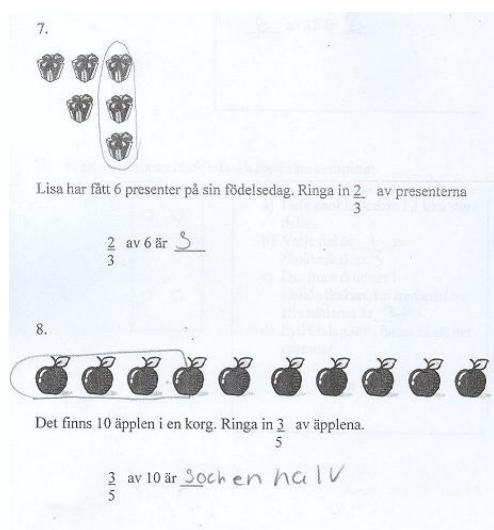 7.
Lisa har fått 6 presenter på sin födelsedag. Ringa in 2/3 av presenterna
2/3 av 6 är 3
8.
Det finns 10 äpplen i en korg. Ringa in 3/5 av äpplena.
3/5 av 10 är 3och en halv